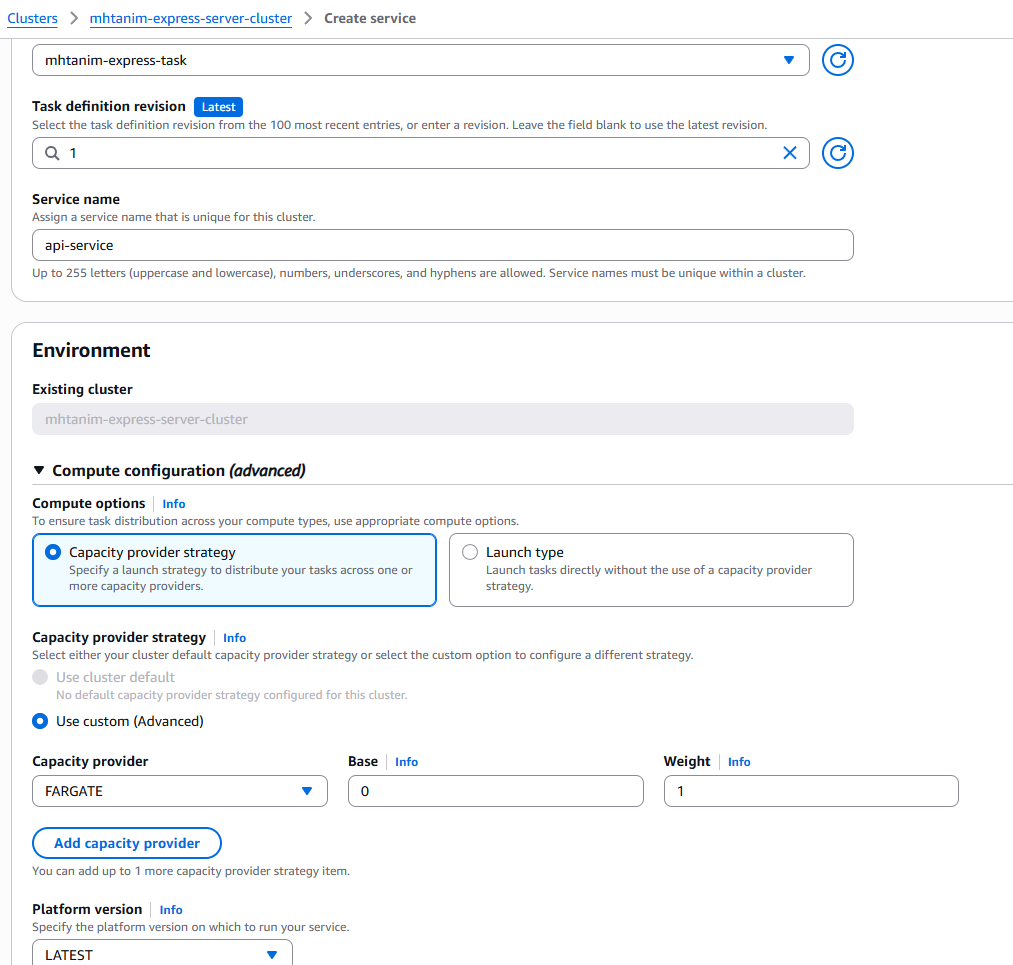 Clusters > mhtanim-express-server-cluster > Create service
mhtanim-express-task
Task definition revision Latest
Select the task definition revision from the 100 most recent entries, or enter a revision. Leave the field blank to use the latest revision.
1
Service name
Assign a service name that is unique for this cluster.
api-service
Up to 255 letters (uppercase and lowercase), numbers, underscores, and hyphens are allowed. Service names must be unique within a cluster.
Environment
Existing cluster
mhtanim-express-server-cluster
Compute configuration (advanced)
Compute options Info
To ensure task distribution across your compute types, use appropriate compute options.
Capacity provider strategy
Specify a launch strategy to distribute your tasks across one or
more capacity providers.
Launch type
Launch tasks directly without the use of a capacity provider
strategy.
Capacity provider strategy Info
Select either your cluster default capacity provider strategy or select the custom option to configure a different strategy.
Use cluster default
No default capacity provider strategy configured for this cluster.
Use custom (Advanced)
Capacity provider Base Info Weight Info
FARGATE 0 1
Add capacity provider
You can add up to 1 more capacity provider strategy item.
Platform version Info
Specify the platform version on which to run your service.
LATEST